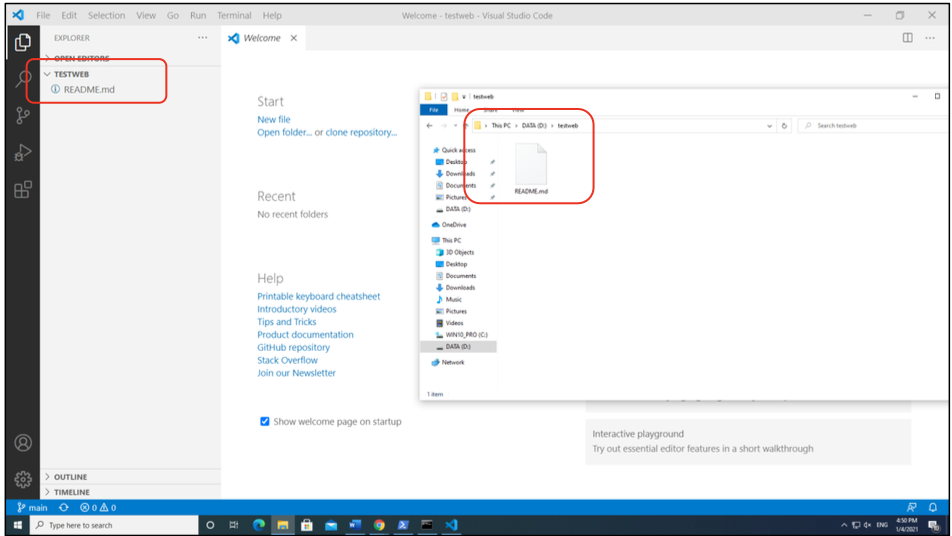 File Edit Selection View Go Run Terminal Help
Welcome - testweb - Visual Studio Code
EXPLORER
OPEN EDITORS
TESTWEB
README.md
OUTLINE
TIMELINE
Welcome
Start
New file
Open folder... or clone repository...
Recent
No recent folders
Help
Printable keyboard cheatsheet
Introductory videos
Tips and Tricks
Product documentation
GitHub repository
Stack Overflow
Join our Newsletter
Show welcome page on startup
testweb
File Home Share View
This PC > DATA (D:) > testweb
Search testweb
Quick access
Desktop
Downloads
Documents
Pictures
DATA (D:)
OneDrive
This PC
3D Objects
Desktop
Documents
Downloads
Music
Pictures
Videos
WIN10_PRO (C:)
DATA (D:)
Network
README.md
1 item
Interactive playground
Try out essential editor features in a short walkthrough
main 0 0
Type here to search
ENG
4:50 PM
1/4/2021